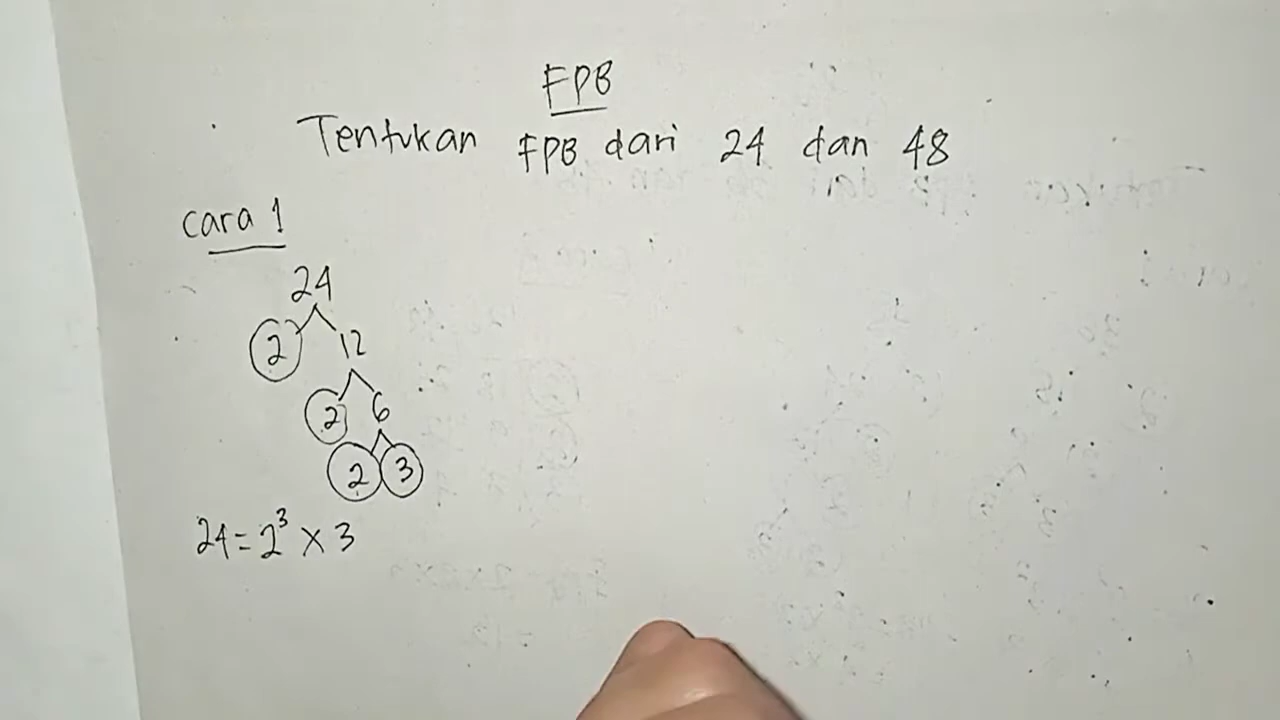 FPB
Tentukan FPB dari 24 dan 48
Cara 1
24
2 12
2 6
2 3
24 = 2³ × 3